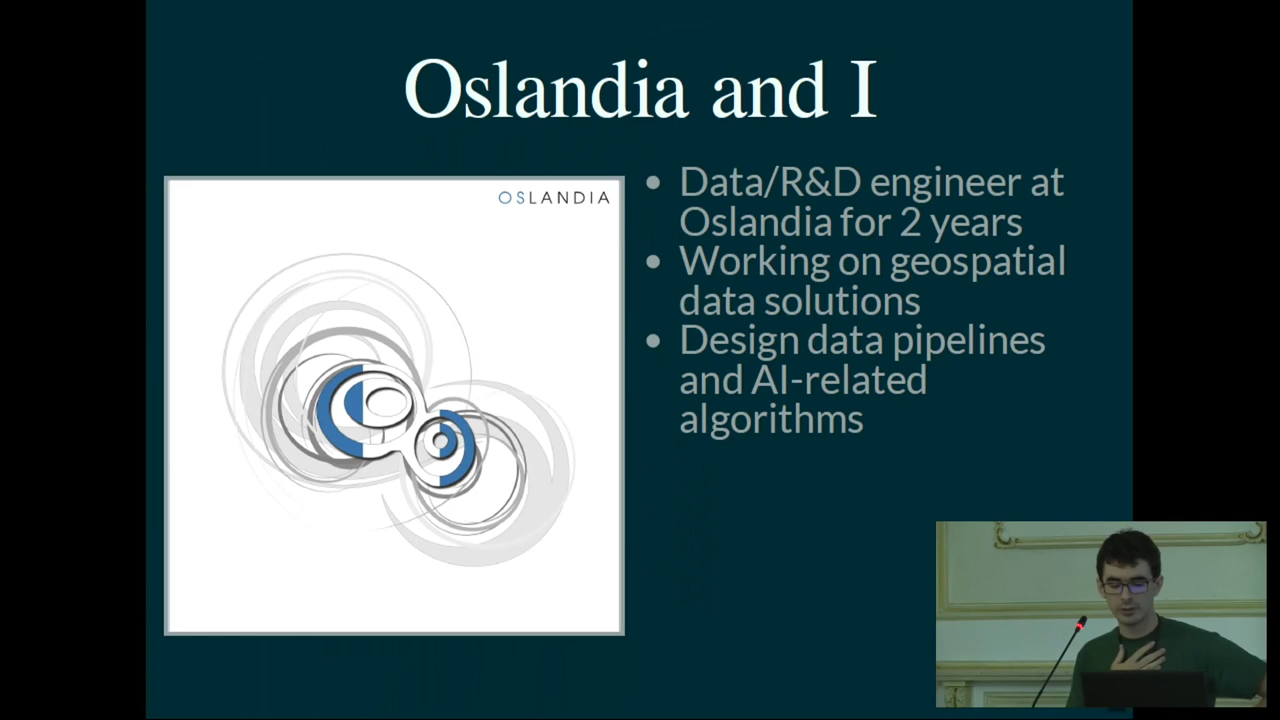 Oslandia and I
OSLANDIA
• Data/R&D engineer at
Oslandia for 2 years
• Working on geospatial
data solutions
• Design data pipelines
and AI-related
algorithms